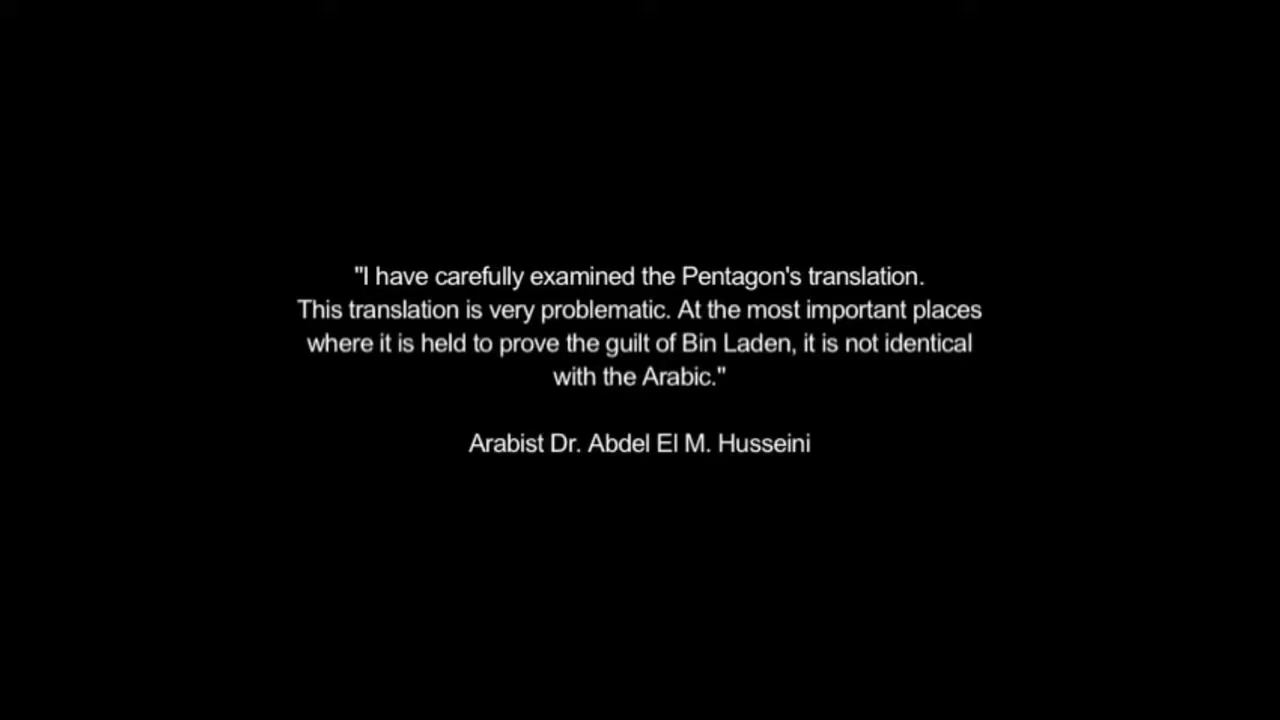 "I have carefully examined the Pentagon's translation.
This translation is very problematic. At the most important places
where it is held to prove the guilt of Bin Laden, it is not identical
with the Arabic."
Arabist Dr. Abdel El M. Husseini